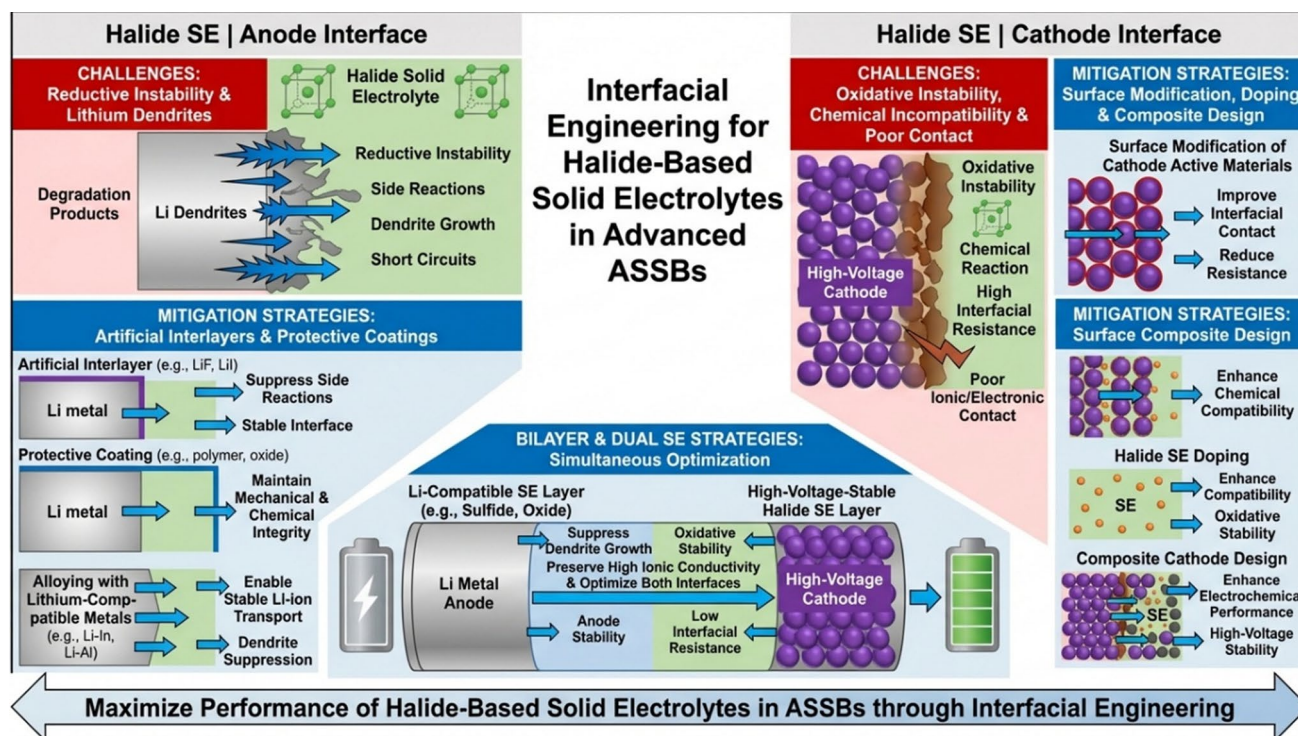 Halide SE | Anode Interface
CHALLENGES:
Reductive Instability &
Lithium Dendrites
Halide Solid
Electrolyte
Degradation
Products
Li Dendrites
Reductive Instability
Side Reactions
Dendrite Growth
Short Circuits
MITIGATION STRATEGIES:
Artificial Interlayers & Protective Coatings
Artificial Interlayer (e.g., LiF, LiI)
Li metal
Suppress Side
Reactions
Stable Interface
Protective Coating (e.g., polymer, oxide)
Li metal
Maintain
Mechanical &
Chemical
Integrity
Alloying with
Lithium-Comp
patible Metals
(e.g., Li-In,
Li-Al)
Enable
Stable LI-ion
Transport
Dendrite
Suppression
Interfacial
Engineering for
Halide-Based
Solid Electrolytes
in Advanced
ASSBs
BILAYER & DUAL SE STRATEGIES:
Simultaneous Optimization
Li-Compatible SE Layer
(e.g., Sulfide, Oxide)
High-Voltage-Stable
Halide SE Layer
Li Metal
Anode
Suppress
Dendrite Growth
Oxidative
Stability
Preserve High Ionic Conductivity
& Optimize Both Interfaces
Anode
Stability
Low
Interfacial
Resistance
High-Voltage
Cathode
Halide SE | Cathode Interface
CHALLENGES:
Oxidative Instability,
Chemical Incompatibility &
Poor Contact
High-Voltage
Cathode
Oxidative
Instability
Chemical
Reaction
High
Interfacial
Resistance
Poor
Ionic/Electronic
Contact
MITIGATION STRATEGIES:
Surface Modification, Doping
& Composite Design
Surface Modification of
Cathode Active Materials
Improve
Interfacial
Contact
Reduce
Resistance
MITIGATION STRATEGIES:
Surface Composite Design
Enhance
Chemical
Compatibility
Halide SE Doping
SE
Enhance
Compatibility
Oxidative
Stability
Composite Cathode Design
SE
Enhance
Electrochemical
Performance
High-Voltage
Stability
Maximize Performance of Halide-Based Solid Electrolytes in ASSBs through Interfacial Engineering